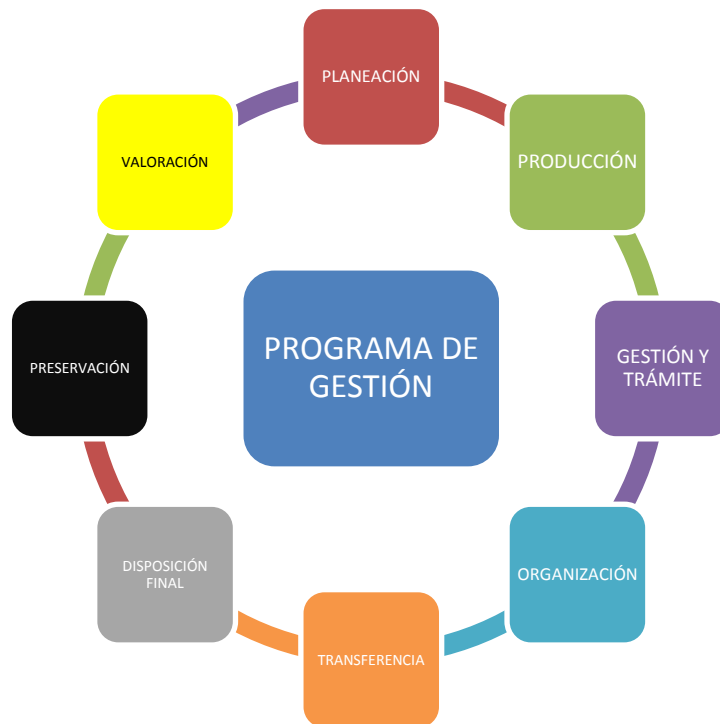 PLANEACIÓN
PRODUCCIÓN
GESTIÓN Y
TRÁMITE
ORGANIZACIÓN
TRANSFERENCIA
DISPOSICIÓN
FINAL
PRESERVACIÓN
VALORACIÓN
PROGRAMA DE
GESTIÓN